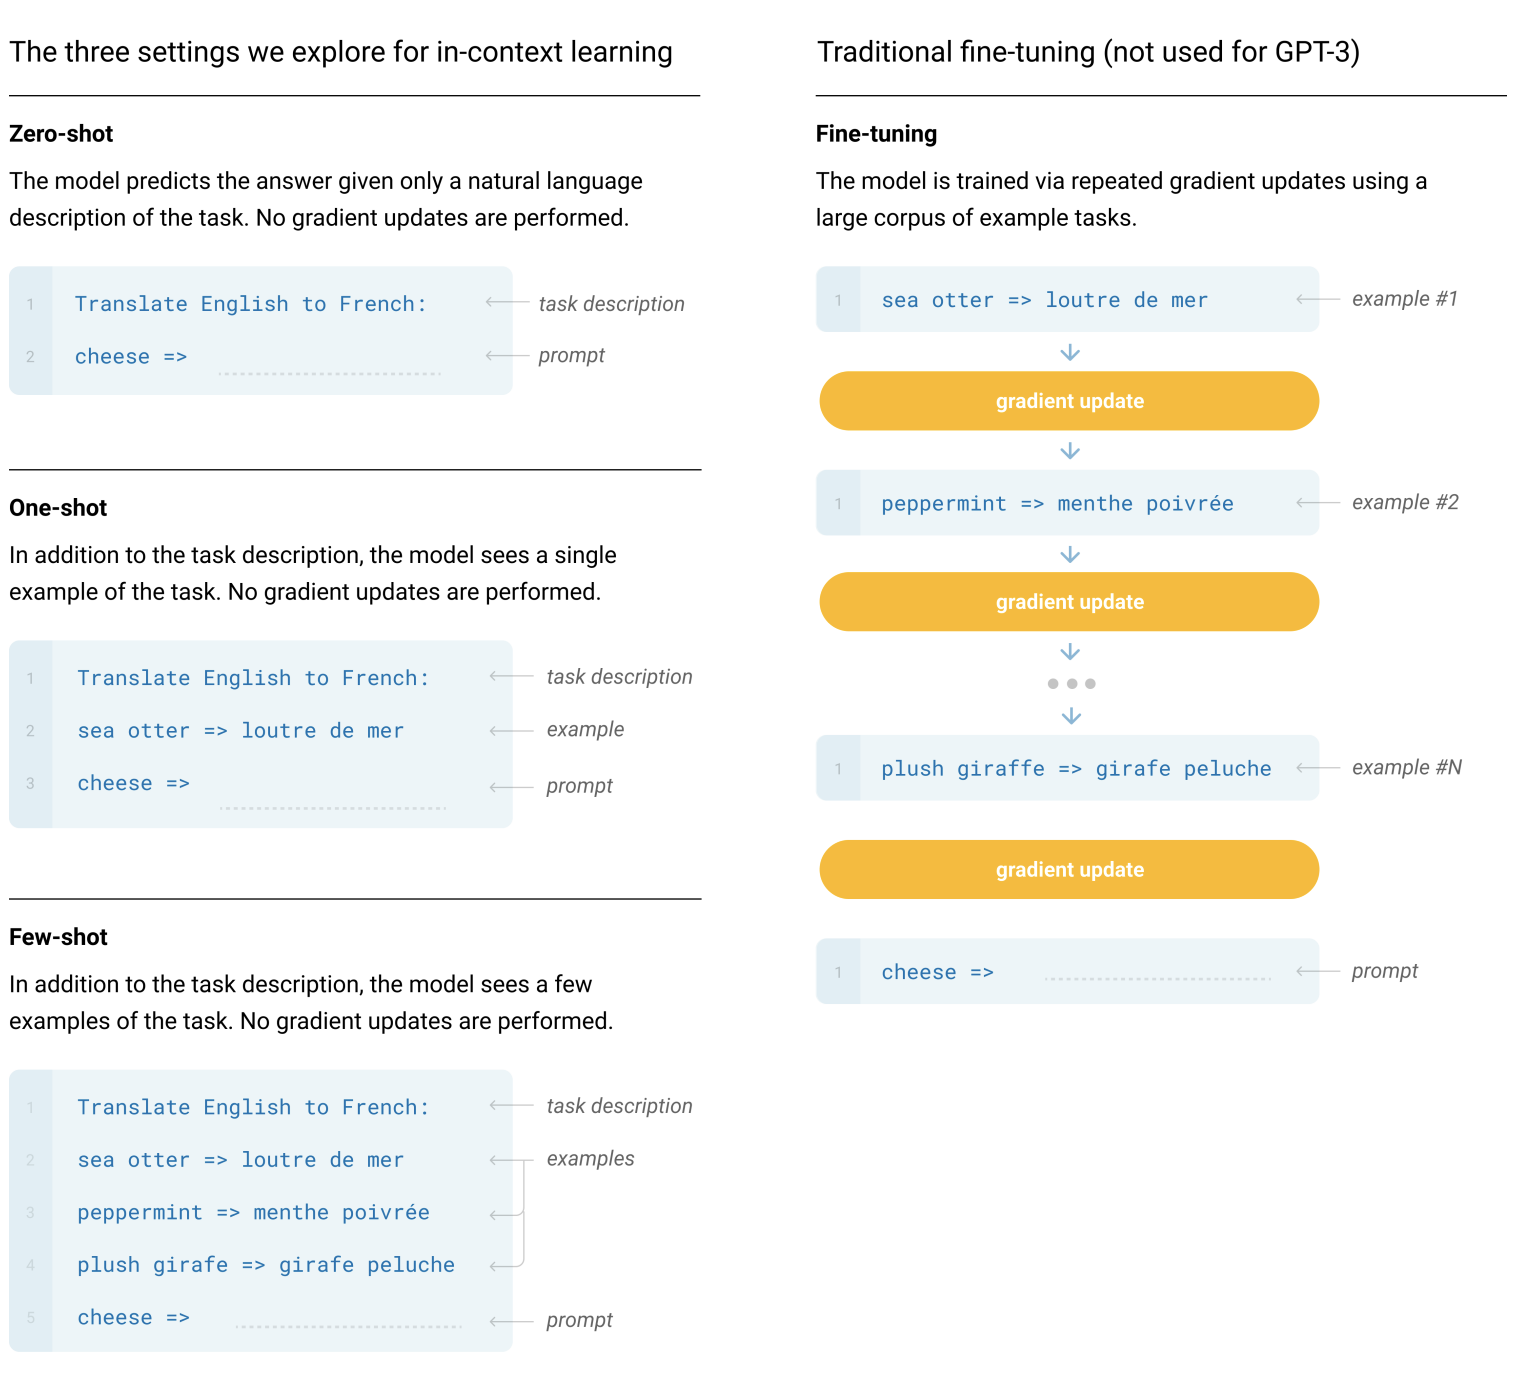 The three settings we explore for in-context learning
Zero-shot
The model predicts the answer given only a natural language
description of the task. No gradient updates are performed.
1 Translate English to French: task description
2 cheese => prompt
One-shot
In addition to the task description, the model sees a single
example of the task. No gradient updates are performed.
1 Translate English to French: task description
2 sea otter => loutre de mer example
3 cheese => prompt
Few-shot
In addition to the task description, the model sees a few
examples of the task. No gradient updates are performed.
1 Translate English to French: task description
2 sea otter => loutre de mer examples
3 peppermint => menthe poivrée
4 plush girafe => girafe peluche
5 cheese => prompt
Traditional fine-tuning (not used for GPT-3)
Fine-tuning
The model is trained via repeated gradient updates using a
large corpus of example tasks.
1 sea otter => loutre de mer example #1
gradient update
1 peppermint => menthe poivrée example #2
gradient update
1 plush giraffe => girafe peluche example #N
gradient update
1 cheese => prompt